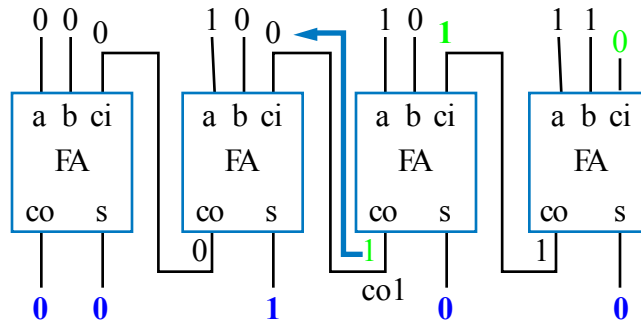 0 0 0 1 0 0 1 0 1 1 1 0
a b ci a b ci a b ci a b ci
FA FA FA FA
co s co s co s co s
0 1 1
co1
0 0 1 0 0